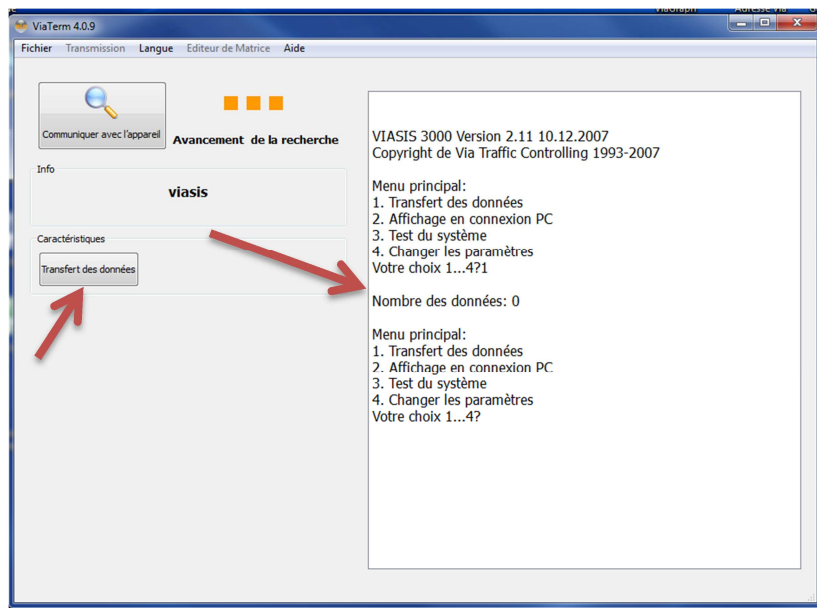 ViaGraph Adresse Via
ViaTerm 4.0.9
Fichier Transmission Langue Editeur de Matrice Aide
Communiquer avec l'appareil
Avancement de la recherche
Info
viasis
Caractéristiques
Transfert des données
VIASIS 3000 Version 2.11 10.12.2007
Copyright de Via Traffic Controlling 1993-2007
Menu principal:
1. Transfert des données
2. Affichage en connexion PC
3. Test du système
4. Changer les paramètres
Votre choix 1...4?1
Nombre des données: 0
Menu principal:
1. Transfert des données
2. Affichage en connexion PC
3. Test du système
4. Changer les paramètres
Votre choix 1...4?